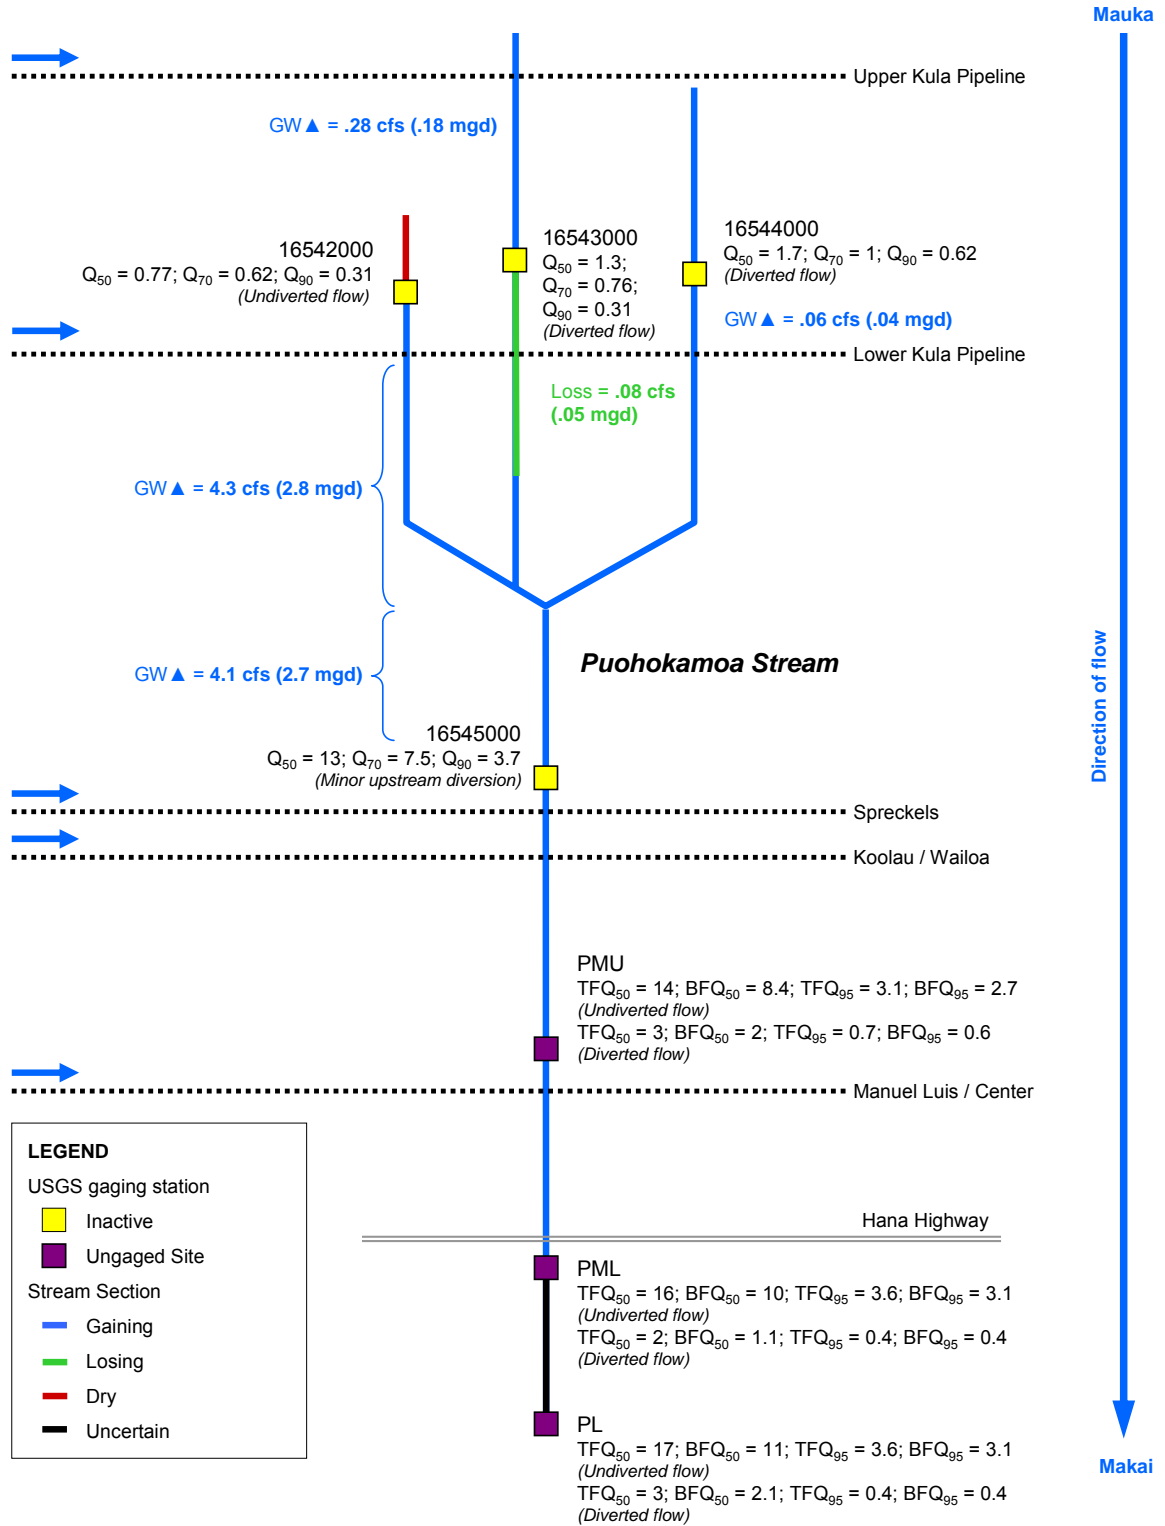 Mauka
Upper Kula Pipeline
GW ▲ = .28 cfs (.18 mgd)
16542000
Q50 = 0.77; Q70 = 0.62; Q90 = 0.31
(Undiverted flow)
16543000
Q50 = 1.3;
Q70 = 0.76;
Q90 = 0.31
(Diverted flow)
16544000
Q50 = 1.7; Q70 = 1; Q90 = 0.62
(Diverted flow)
GW ▲ = .06 cfs (.04 mgd)
Lower Kula Pipeline
Loss = .08 cfs
(.05 mgd)
GW ▲ = 4.3 cfs (2.8 mgd)
GW ▲ = 4.1 cfs (2.7 mgd)
Puohokamoa Stream
Direction of flow
16545000
Q50 = 13; Q70 = 7.5; Q90 = 3.7
(Minor upstream diversion)
Spreckels
Koolau / Wailoa
PMU
TFQ50 = 14; BFQ50 = 8.4; TFQ95 = 3.1; BFQ95 = 2.7
(Undiverted flow)
TFQ50 = 3; BFQ50 = 2; TFQ95 = 0.7; BFQ95 = 0.6
(Diverted flow)
Manuel Luis / Center
LEGEND
USGS gaging station
Inactive
Ungaged Site
Stream Section
Gaining
Losing
Dry
Uncertain
Hana Highway
PML
TFQ50 = 16; BFQ50 = 10; TFQ95 = 3.6; BFQ95 = 3.1
(Undiverted flow)
TFQ50 = 2; BFQ50 = 1.1; TFQ95 = 0.4; BFQ95 = 0.4
(Diverted flow)
PL
TFQ50 = 17; BFQ50 = 11; TFQ95 = 3.6; BFQ95 = 3.1
(Undiverted flow)
TFQ50 = 3; BFQ50 = 2.1; TFQ95 = 0.4; BFQ95 = 0.4
(Diverted flow)
Makai